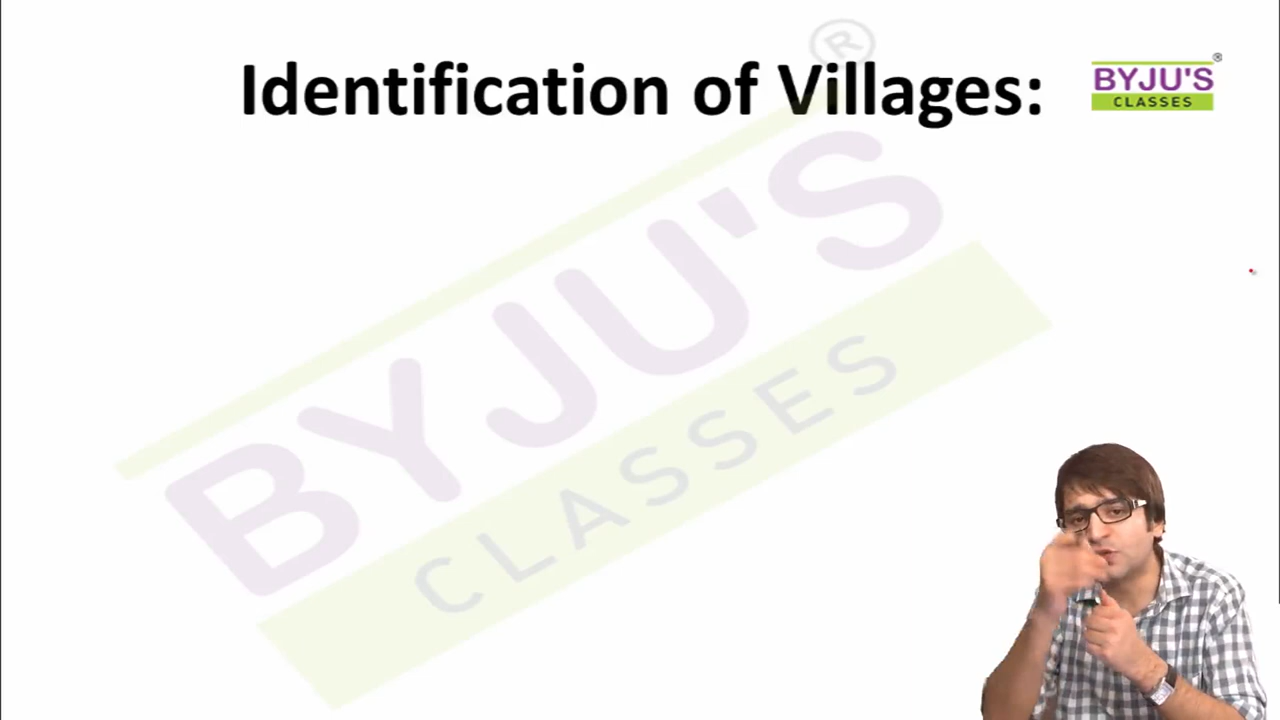 Identification of Villages:
BYJU'S
CLASSES
®
BYJU'S
CLASSES
®